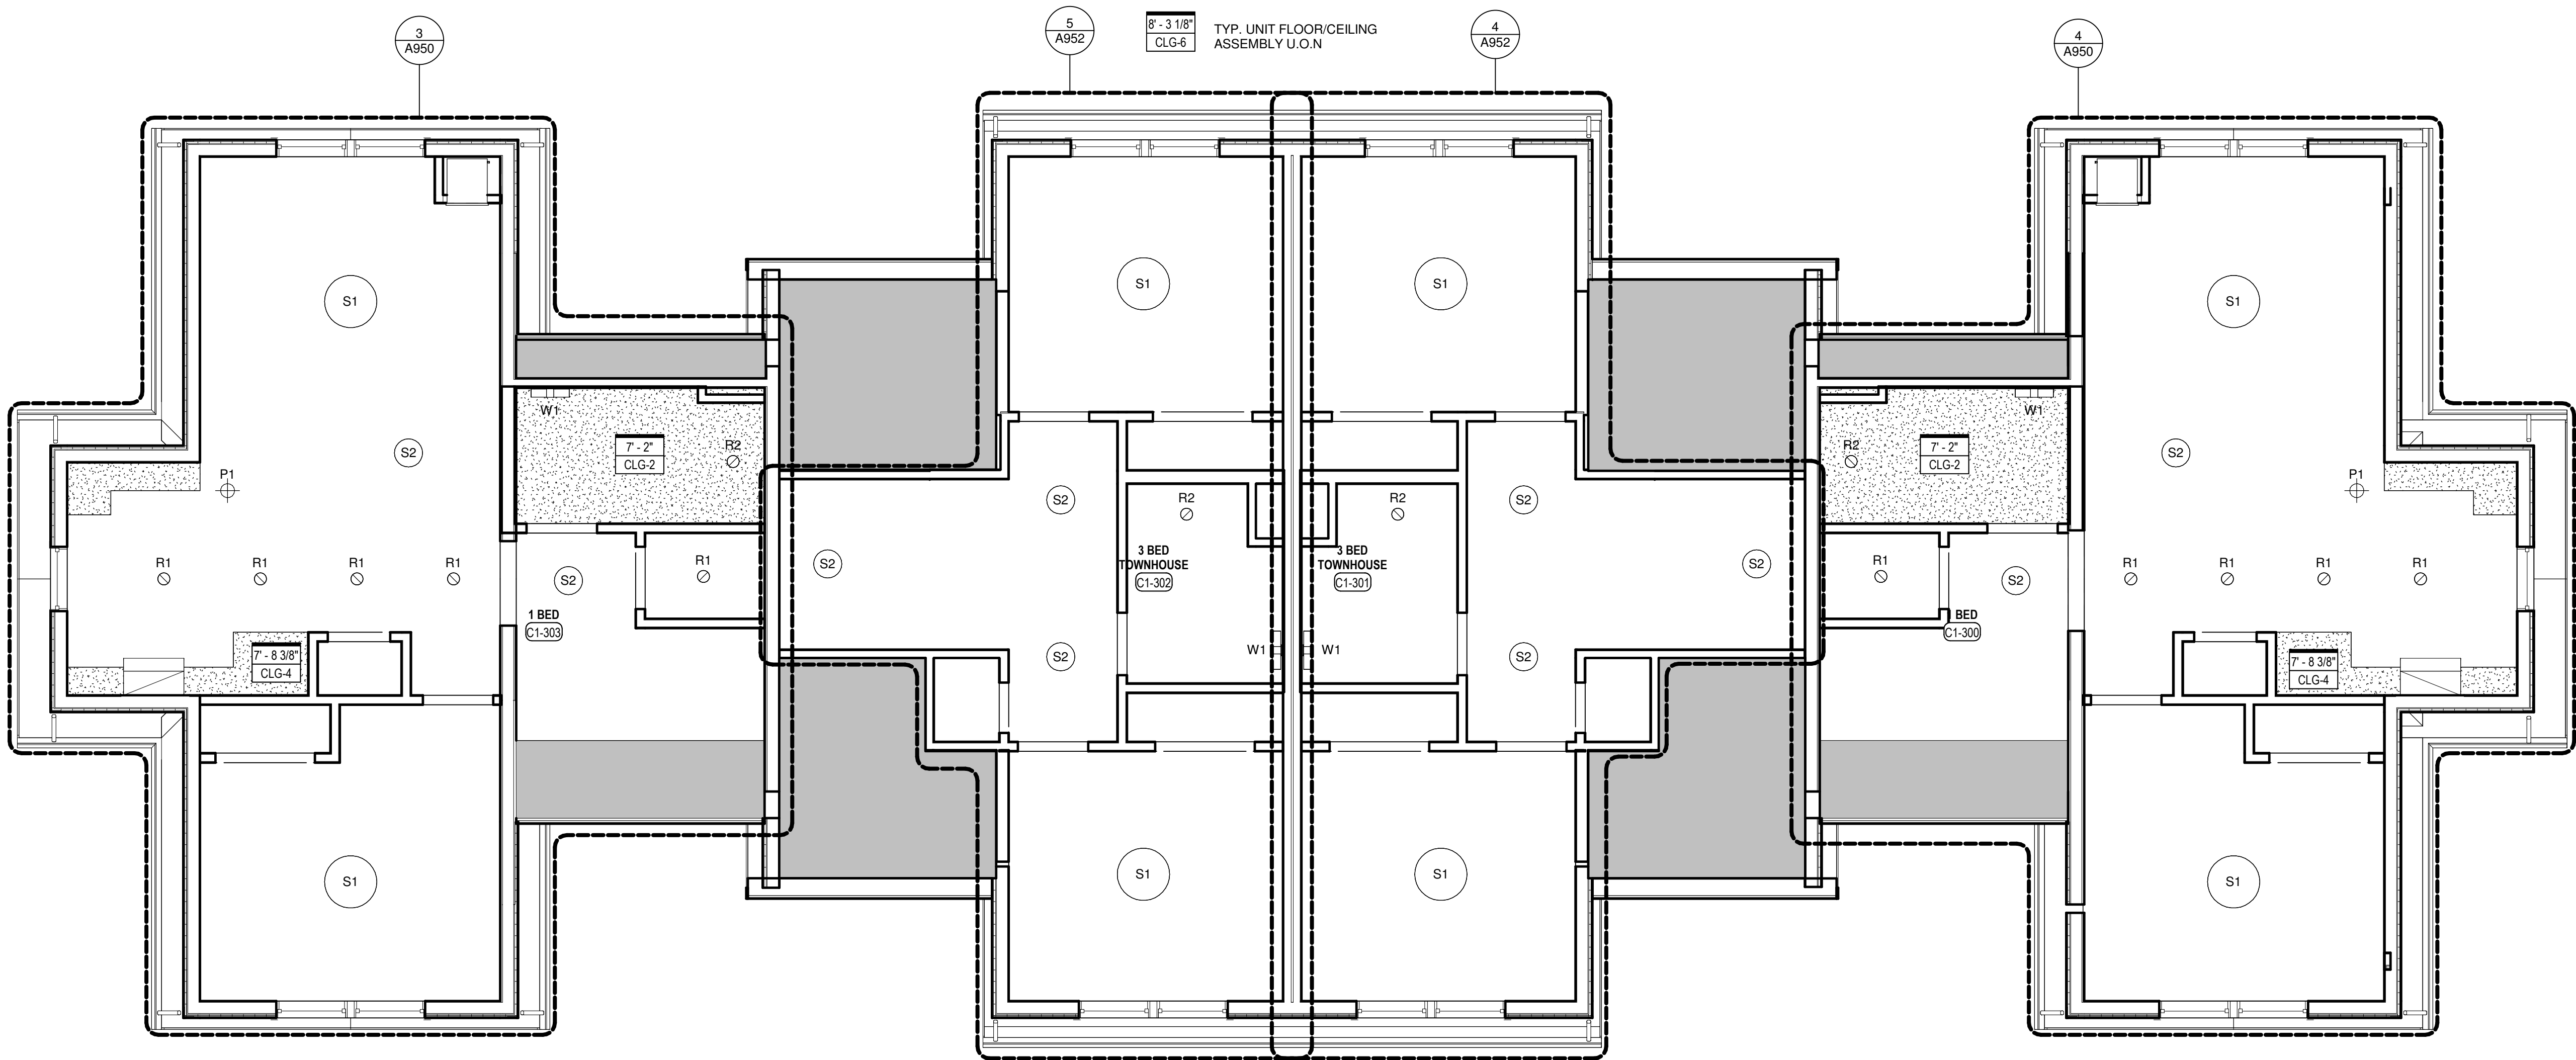 3
A950
5
A952
8' - 3 1/8"
CLG-6
TYP. UNIT FLOOR/CEILING
ASSEMBLY U.O.N
4
A952
4
A950
S1
S1
S1
S1
W1
7' - 2"
CLG-2
R2
S2
P1
R2
7' - 2"
CLG-2
W1
S2
P1
S2
R2
R2
S2
R1
R1
R1
R1
S2
R1
S2
3 BED
TOWNHOUSE
C1-302
3 BED
TOWNHOUSE
C1-301
S2
R1
S2
R1
R1
R1
R1
1 BED
C1-303
BED
C1-300
7' - 8 3/8"
CLG-4
S2
W1
W1
S2
7' - 8 3/8"
CLG-4
S1
S1
S1
S1